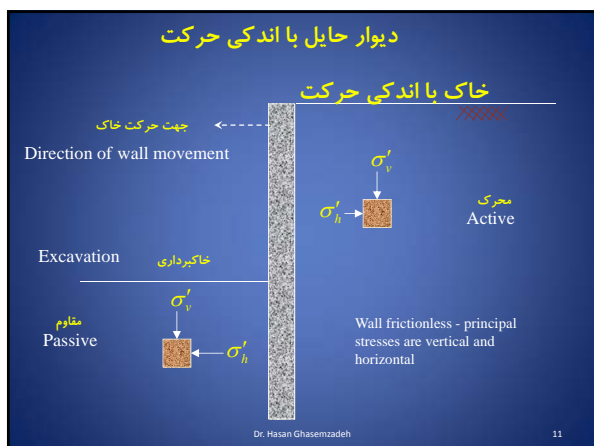 دیوار حایل با اندکی حرکت
خاک با اندکی حرکت
جهت حرکت خاک
Direction of wall movement
σ′v
σ′h
محرک
Active
Excavation
خاکبرداری
σ′v
σ′h
مقاوم
Passive
Wall frictionless - principal
stresses are vertical and
horizontal
Dr. Hasan Ghasemzadeh
11